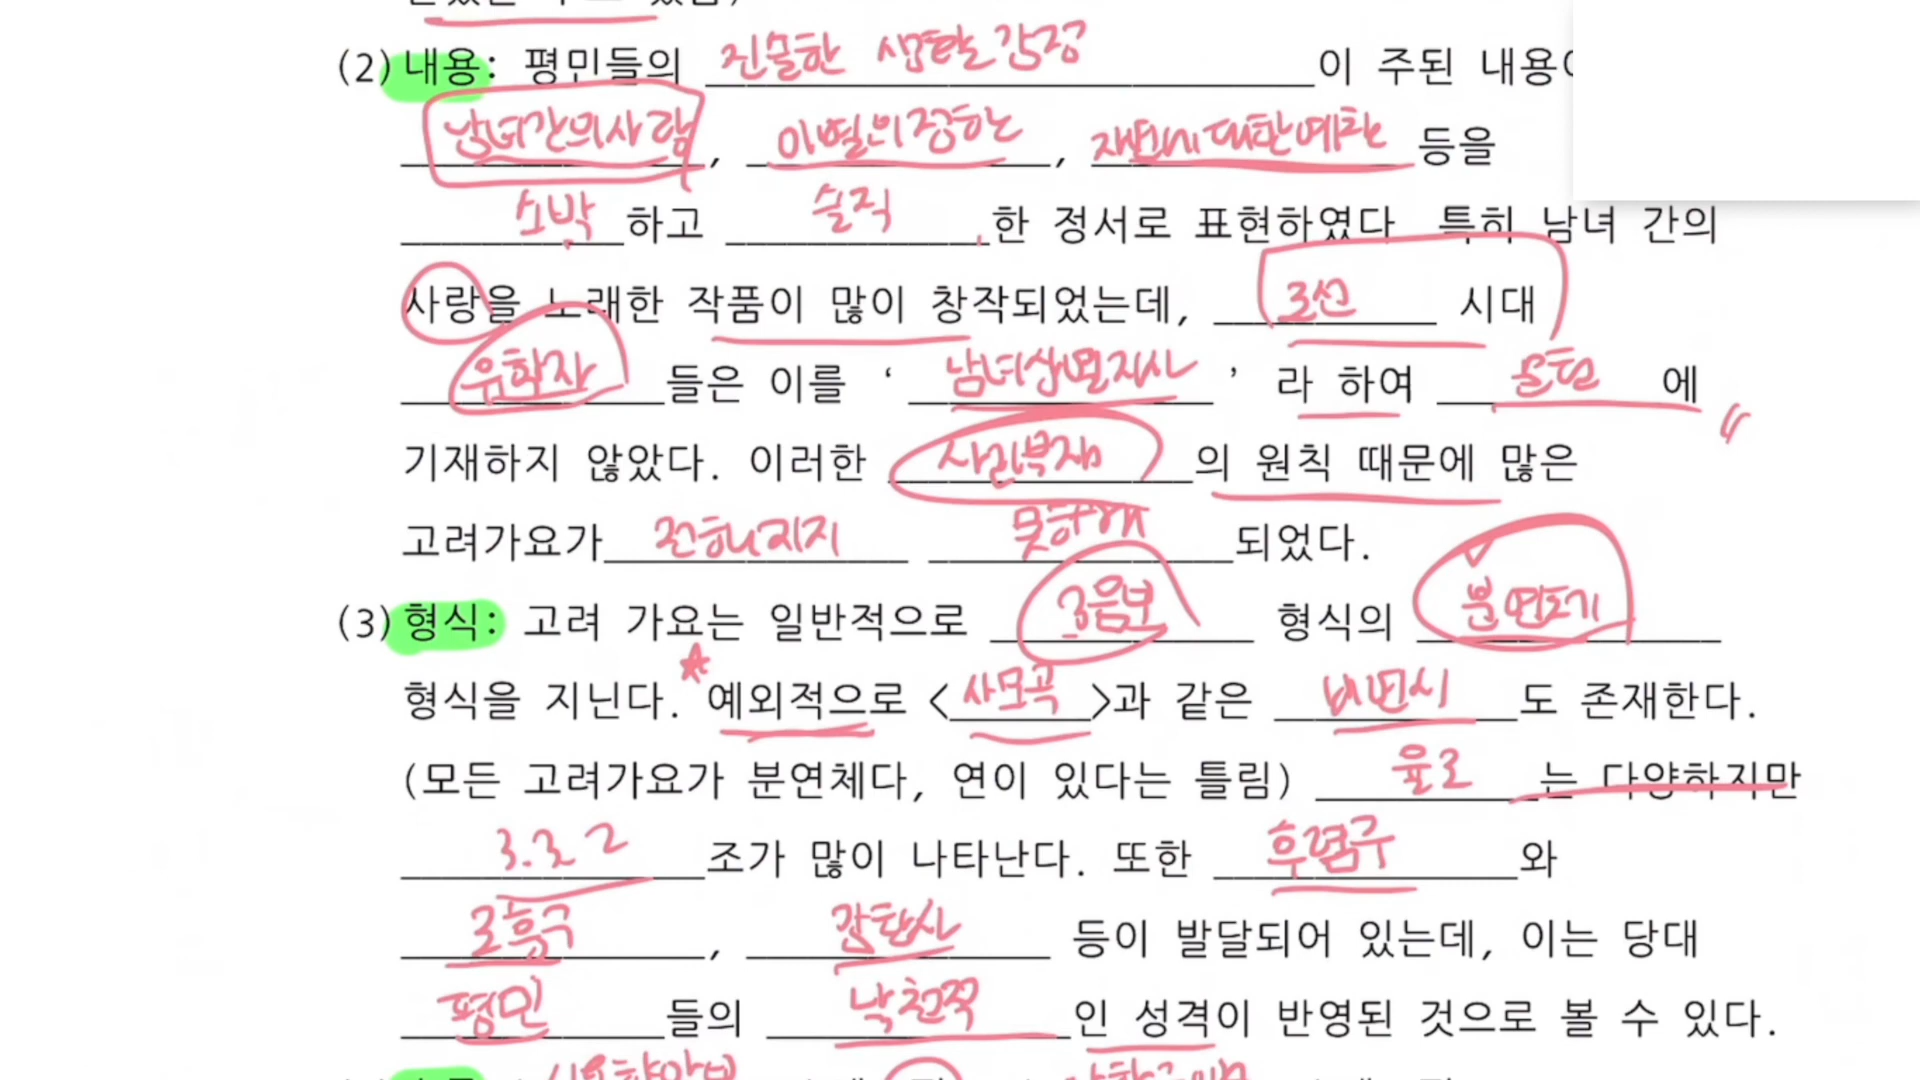 (2) 내용: 평민들의 진솔한 생활 감정 이 주된 내용
남녀간의 사랑, 이별의 정한, 자연에 대한 예찬 등을
소박 하고 솔직 한 정서로 표현하였다 특히 남녀 간의
사랑을 노래한 작품이 많이 창작되었는데, 조선 시대
유학자 들은 이를 ‘ 남녀상열지사 ’ 라 하여 문헌 에
기재하지 않았다. 이러한 사리부재 의 원칙 때문에 많은
고려가요가 전해지지 못하게 되었다.
(3) 형식: 고려 가요는 일반적으로 3음보 형식의 분연체
형식을 지닌다. 예외적으로 <사모곡>과 같은 비연시 도 존재한다.
(모든 고려가요가 분연체다, 연이 있다는 틀림) 율조 는 다양하지만
3.3.2 조가 많이 나타난다. 또한 후렴구 와
조흥구, 감탄사 등이 발달되어 있는데, 이는 당대
평민 들의 낙천적 인 성격이 반영된 것으로 볼 수 있다.